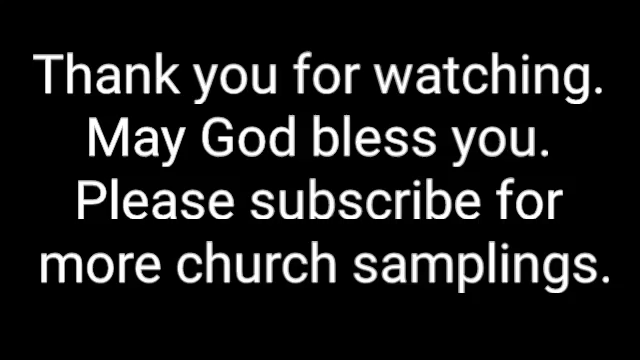 Thank you for watching.
May God bless you.
Please subscribe for
more church samplings.